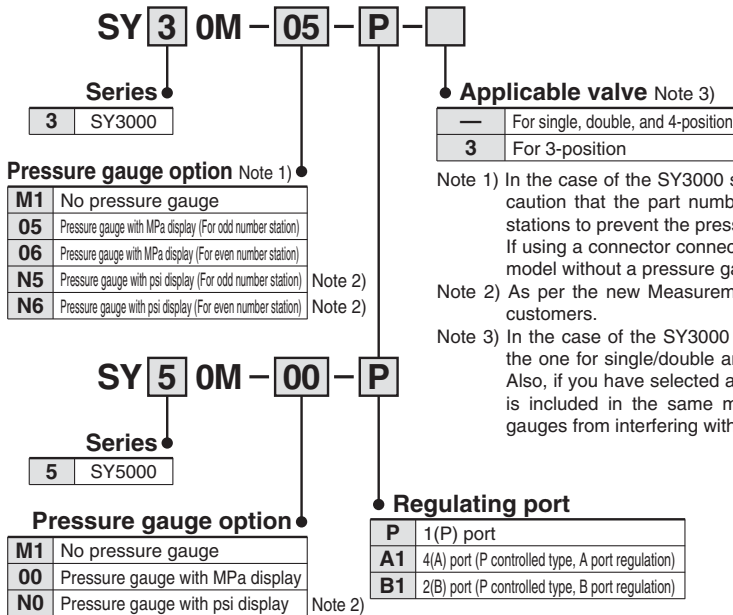 SY 3 0M – 05 – P –
Series
3 SY3000
Pressure gauge option Note 1)
M1 No pressure gauge
05 Pressure gauge with MPa display (For odd number station)
06 Pressure gauge with MPa display (For even number station)
N5 Pressure gauge with psi display (For odd number station) Note 2)
N6 Pressure gauge with psi display (For even number station) Note 2)
Applicable valve Note 3)
— For single, double, and 4-position
3 For 3-position
Note 1) In the case of the SY3000 s
caution that the part numb
stations to prevent the press
If using a connector connec
model without a pressure ga
Note 2) As per the new Measurem
customers.
Note 3) In the case of the SY3000
the one for single/double an
Also, if you have selected a
is included in the same m
gauges from interfering with
SY 5 0M – 00 – P
Series
5 SY5000
Pressure gauge option
M1 No pressure gauge
00 Pressure gauge with MPa display
N0 Pressure gauge with psi display Note 2)
Regulating port
P 1(P) port
A1 4(A) port (P controlled type, A port regulation)
B1 2(B) port (P controlled type, B port regulation)